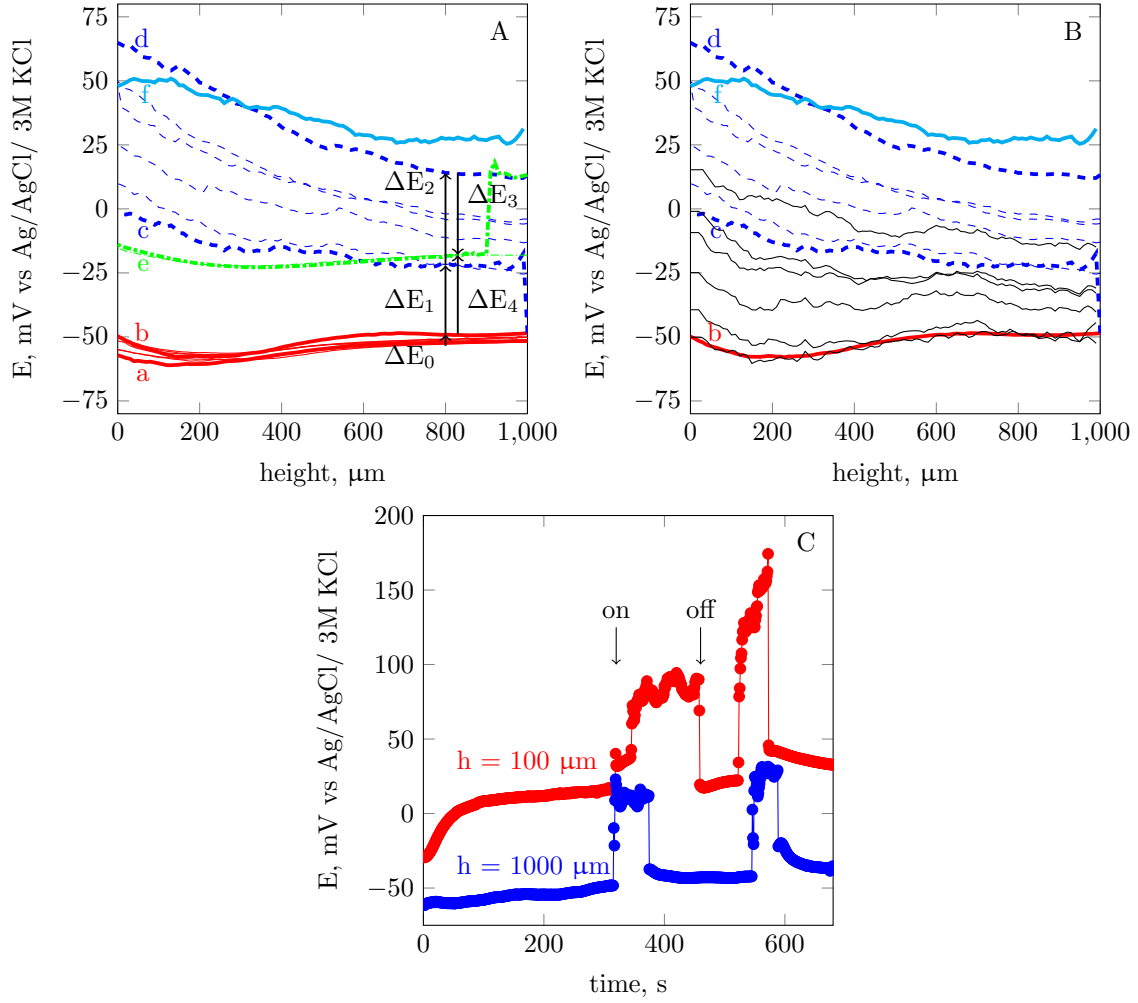 A
75
50
25
0
−25
−50
−75
E, mV vs Ag/AgCl/ 3M KCl
d
f
c
e
b
a
ΔE2
ΔE3
ΔE1
ΔE4
ΔE0
0 200 400 600 800 1,000
height, μm
B
75
50
25
0
−25
−50
−75
E, mV vs Ag/AgCl/ 3M KCl
d
f
c
b
0 200 400 600 800 1,000
height, μm
C
200
150
100
50
0
−50
E, mV vs Ag/AgCl/ 3M KCl
on off
h = 100 μm
h = 1000 μm
0 200 400 600
time, s